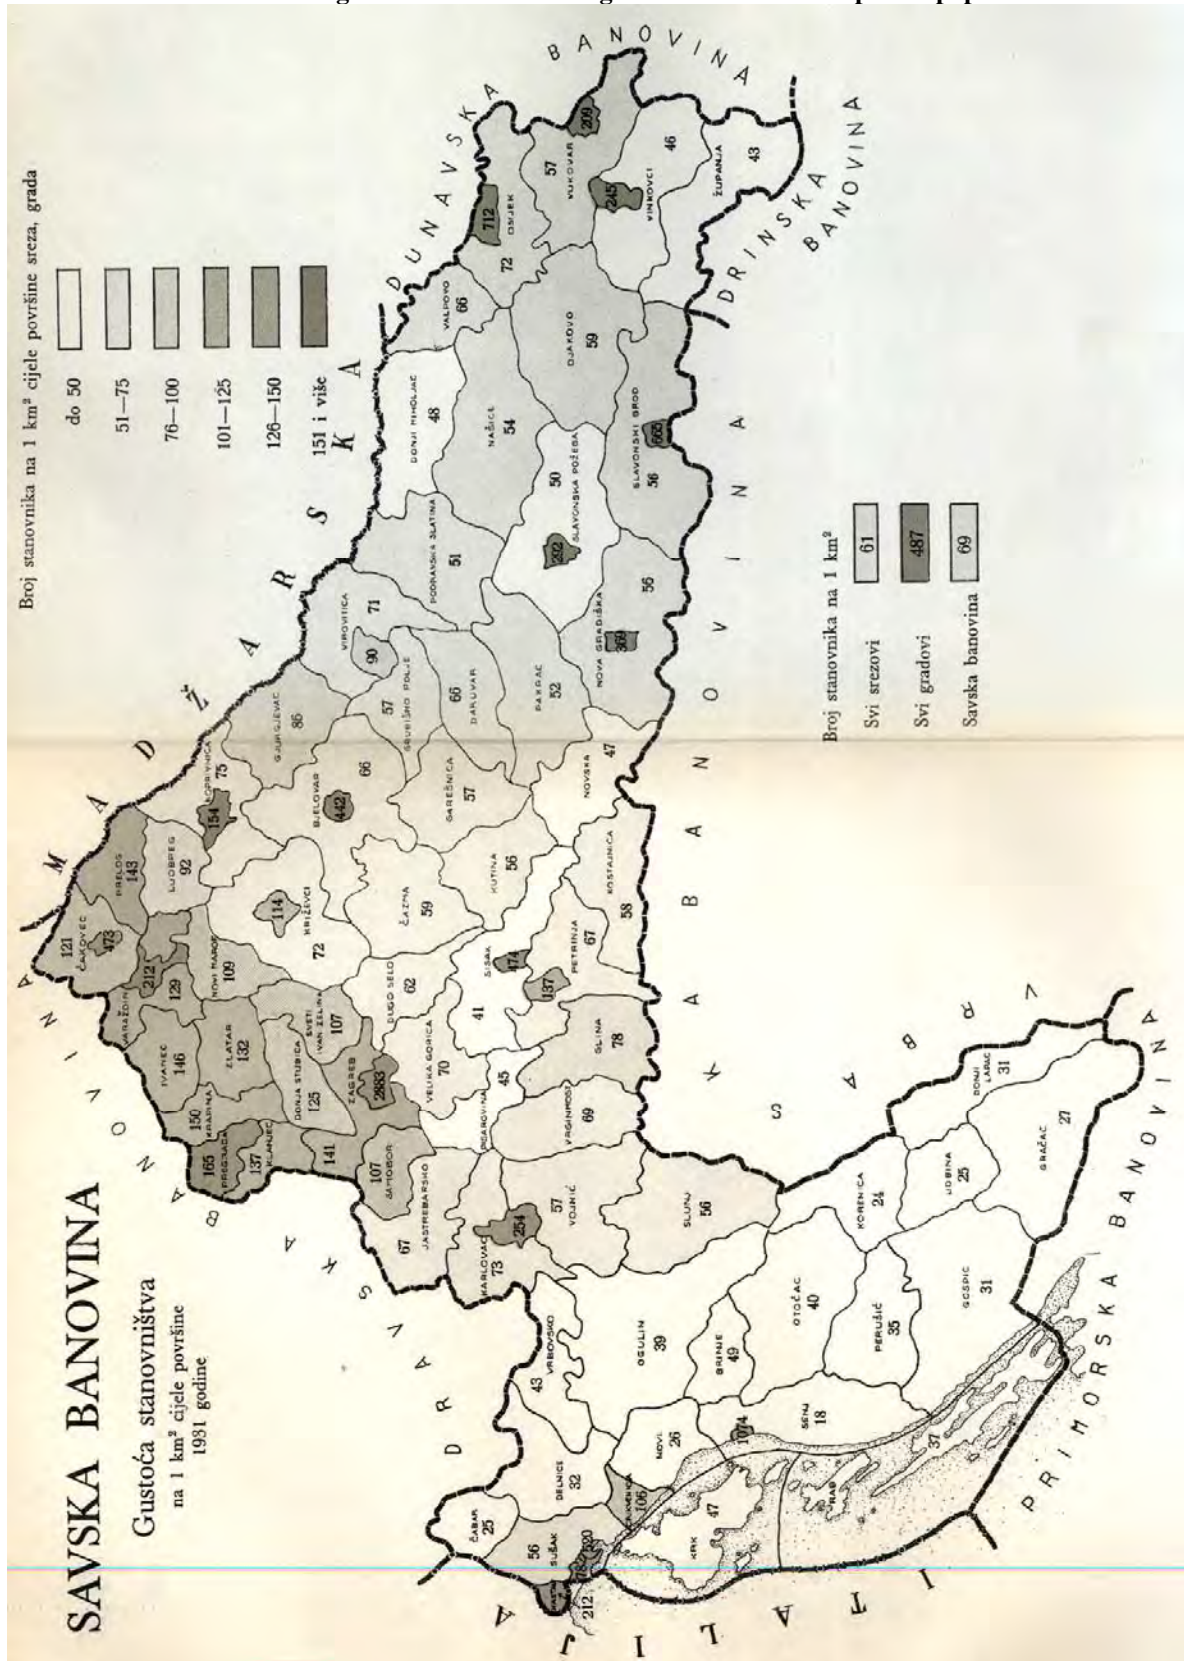 SAVSKA BANOVINA
Gustoća stanovništva
na 1 km² cijele površine
1931 godine
Broj stanovnika na 1 km² cijele površine sreza, grada
do 50
51—75
76—100
101—125
126—150
151 i više
Broj stanovnika na 1 km²
Svi srezovi 61
Svi gradovi 487
Savska banovina 69
MADŽARSKA
DUNAVSKA BANOVINA
DRINSKA
BANOVINA
VRBASKA BANOVINA
PRIMORSKA BANOVINA
DRAVSKA BANOVINA
121
ČAKOVEC
473
PRELOG
143
VARAŽDIN
212
129
LUDBREG
92
IVANEC
146
NOVI MAROF
109
KOPRIVNICA
75
154
150
KRAPINA
ZLATAR
132
165
PREGRADA
137
KLANJEC
DONJA STUBICA
125
SVETI
IVAN ZELINA
107
114
KRIŽEVCI
72
BJELOVAR
66
442
GJURGJEVAC
VIROVITICA
71
90
141
ZAGREB
2883
107
SAMOBOR
DUGO SELO
62
ČAZMA
59
GAREŠNICA
57
57
GRUBIŠNO POLJE
66
DARUVAR
PODRAVSKA SLATINA
51
DONJI MIHOLJAC
48
VALPOVO
66
712
OSIJEK
72
VELIKA GORICA
70
67
JASTREBARSKO
PISAROVINA
45
SISAK
41
474
KUTINA
56
PAKRAC
52
NAŠICE
54
DJAKOVO
59
57
VUKOVAR
209
KARLOVAC
73
254
VRGINMOST
69
GLINA
78
137
PETRINJA
67
KOSTAJNICA
58
NOVSKA
47
NOVA GRADIŠKA
369
56
50
SLAVONSKA POŽEGA
292
SLAVONSKI BROD
56
665
VINKOVCI
245
46
ŽUPANJA
43
57
VOJNIĆ
SLUNJ
56
VRBOVSKO
43
ČABAR
25
DELNICE
32
56
SUŠAK
520
212
106
NOVI
26
OGULIN
39
BRINJE
49
OTOČAC
40
KORENICA
24
PERUŠIĆ
35
UDBINA
25
DONJI
LAPAC
31
GOSPIĆ
31
GRAČAC
27
SENJ
18
1074
KRK
47
RAB
37